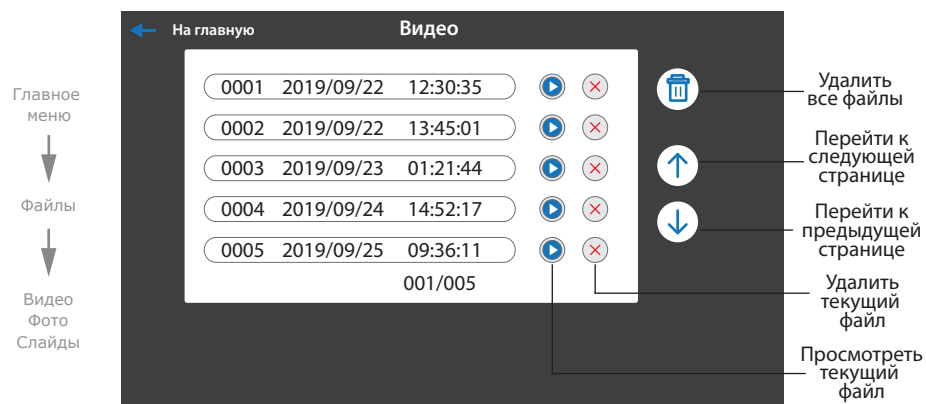 На главную
Видео
0001 2019/09/22 12:30:35
0002 2019/09/22 13:45:01
0003 2019/09/23 01:21:44
0004 2019/09/24 14:52:17
0005 2019/09/25 09:36:11
001/005
Главное
меню
Файлы
Видео
Фото
Слайды
Удалить
все файлы
Перейти к
следующей
странице
Перейти к
предыдущей
странице
Удалить
текущий
файл
Просмотреть
текущий
файл